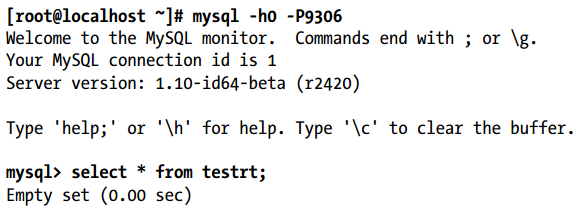 [root@localhost ~]# mysql -h0 -P9306
Welcome to the MySQL monitor.  Commands end with ; or \g.
Your MySQL connection id is 1
Server version: 1.10-id64-beta (r2420)

Type 'help;' or '\h' for help. Type '\c' to clear the buffer.

mysql> select * from testrt;
Empty set (0.00 sec)